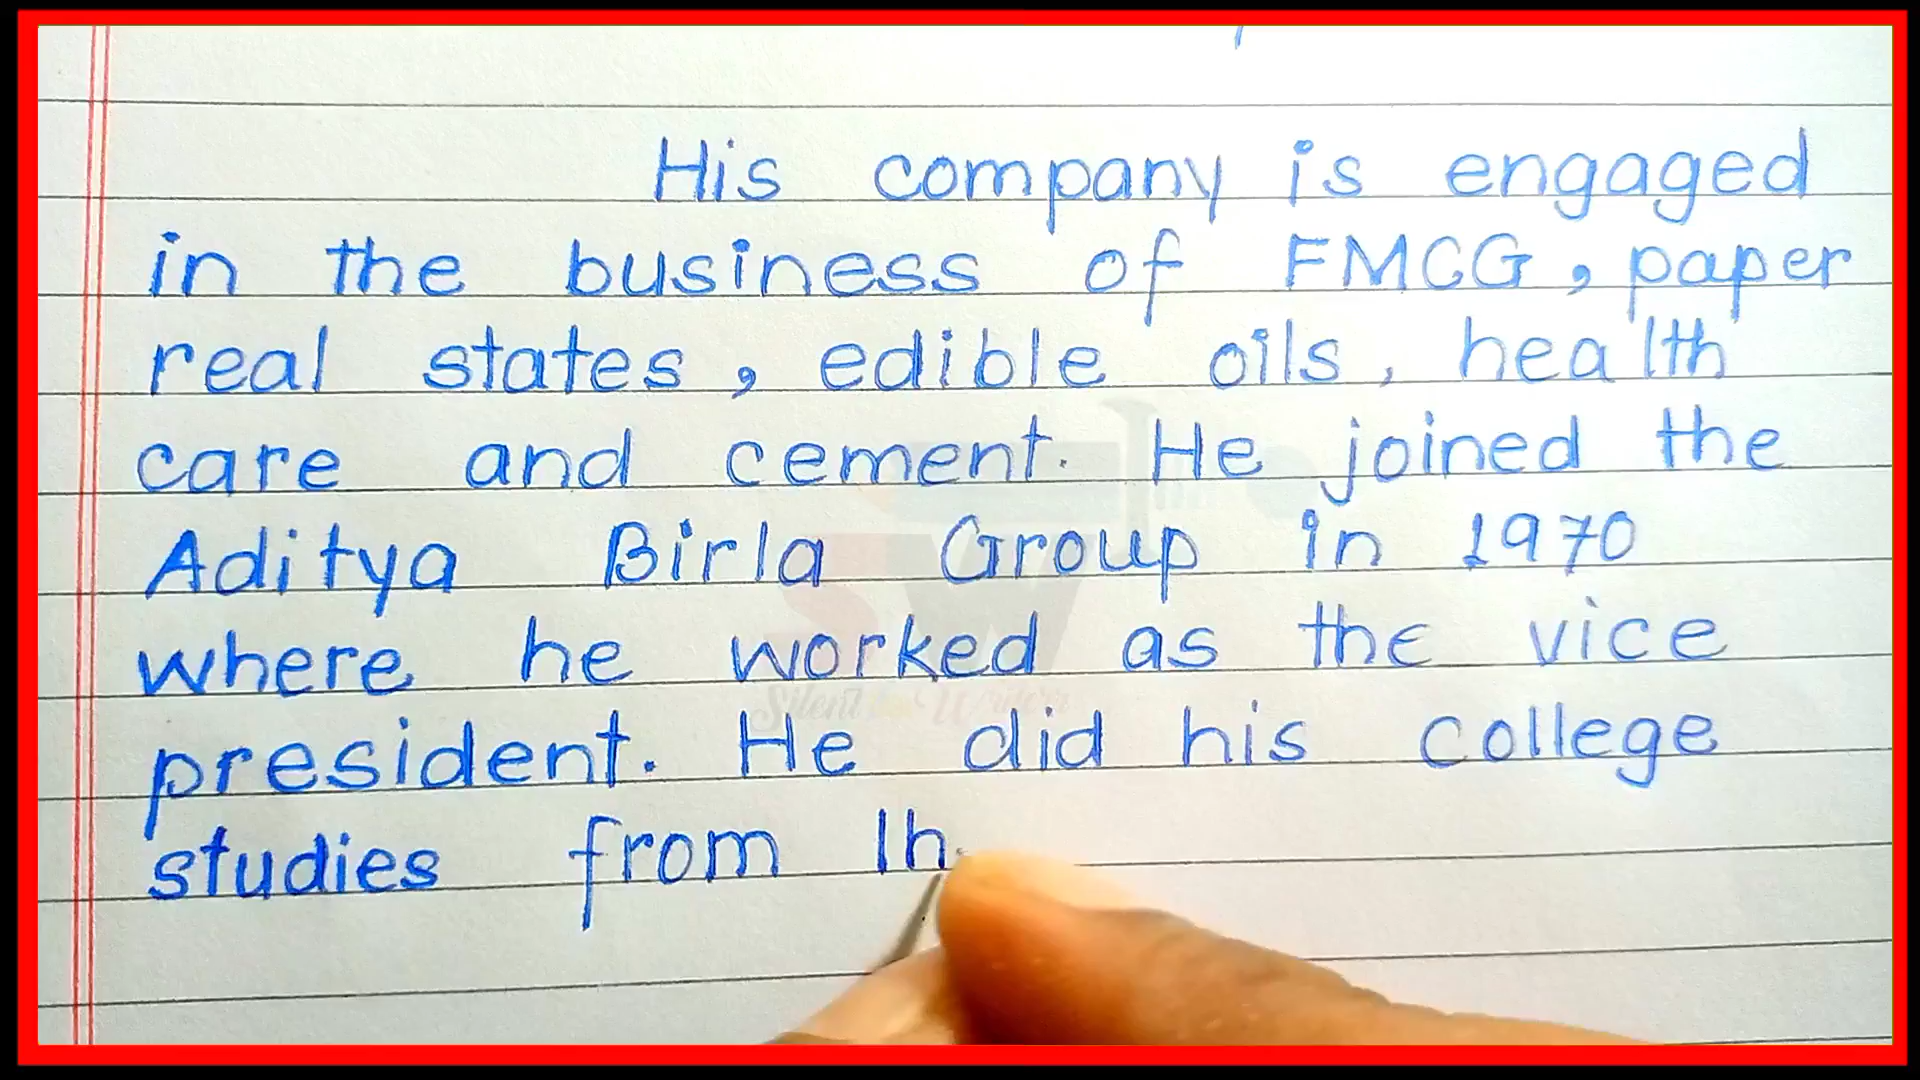 His company is engaged
in the business of FMCG, paper
real states, edible oils, health
care and cement. He joined the
Aditya Birla Group in 1970
where he worked as the vice
president. He did his college
studies from
Silent Writer